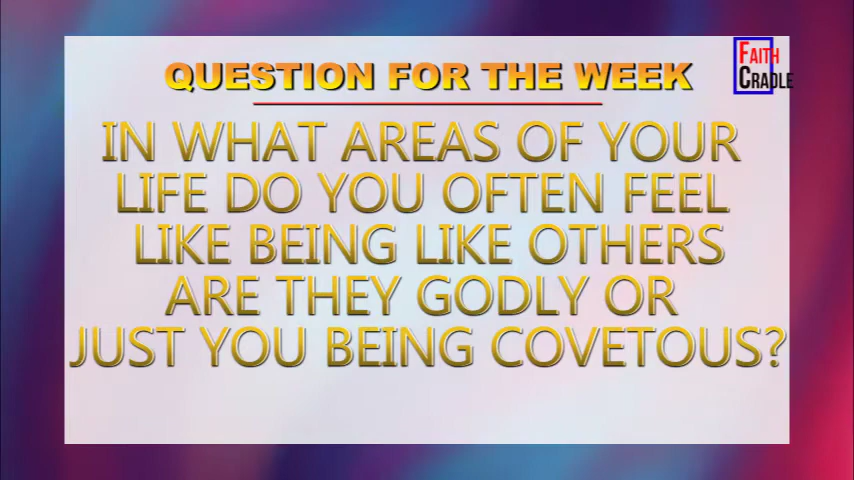 QUESTION FOR THE WEEK
FAITH
CRADLE
IN WHAT AREAS OF YOUR
LIFE DO YOU OFTEN FEEL
LIKE BEING LIKE OTHERS
ARE THEY GODLY OR
JUST YOU BEING COVETOUS?